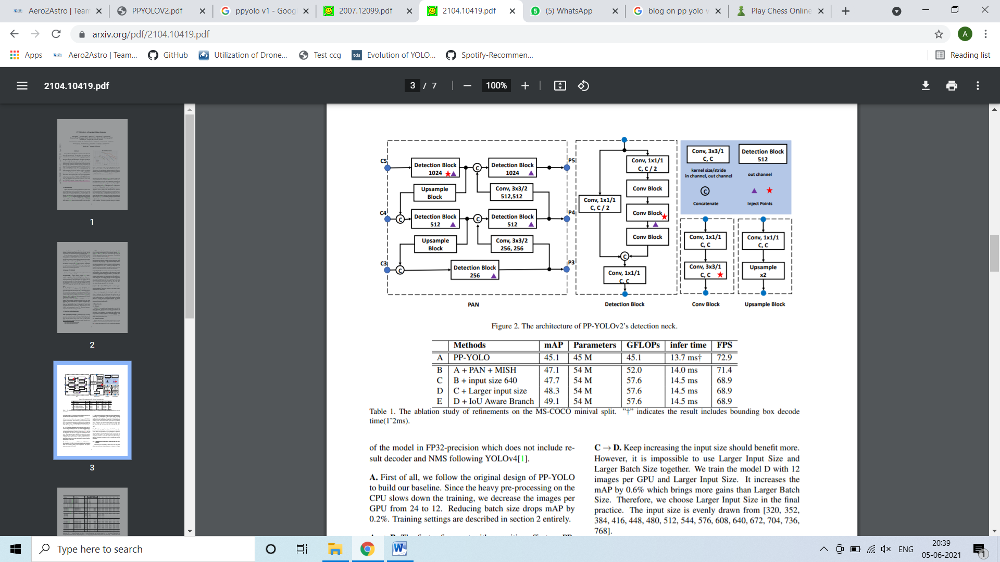 Aero2Astro | Team
PPYOLOV2.pdf
ppyolo v1 - Goog
2007.12099.pdf
2104.10419.pdf
(5) WhatsApp
blog on pp yolo v
Play Chess Online
arxiv.org/pdf/2104.10419.pdf
A
Apps
Aero2Astro | Team...
GitHub
Utilization of Drone...
Test ccg
tds Evolution of YOLO...
Spotify-Recommen...
Reading list
2104.10419.pdf
3 / 7
100%
1
2
3
C5
Detection Block
1024
C
Detection Block
1024
P5
Upsample
Block
Conv, 3x3/2
512,512
C4
C
Detection Block
512
C
Detection Block
512
P4
Upsample
Block
Conv, 3x3/2
256, 256
C3
C
Detection Block
256
P3
PAN
Conv, 1x1/1
C, C / 2
Conv Block
Conv, 1x1/1
C, C / 2
Conv Block
Conv Block
C
Conv, 1x1/1
C, C
Detection Block
Conv, 3x3/1
C, C
Detection Block
512
kernel size/stride
in channel, out channel
out channel
C
Concatenate
Inject Points
Conv, 1x1/1
C, C
Conv, 3x3/1
C, C
Conv Block
Conv, 1x1/1
C, C
Upsample
x2
Upsample Block
Figure 2. The architecture of PP-YOLOv2's detection neck.
Methods mAP Parameters GFLOPs infer time FPS
A PP-YOLO 45.1 45 M 45.1 13.7 ms† 72.9
B A + PAN + MISH 47.1 54 M 52.0 14.0 ms 71.4
C B + input size 640 47.7 54 M 57.6 14.5 ms 68.9
D C + Larger input size 48.3 54 M 57.6 14.5 ms 68.9
E D + IoU Aware Branch 49.1 54 M 57.6 14.5 ms 68.9
Table 1. The ablation study of refinements on the MS-COCO minival split. ”†” indicates the result includes bounding box decode
time(1~2ms).
of the model in FP32-precision which does not include re-
sult decoder and NMS following YOLOv4[1].
A. First of all, we follow the original design of PP-YOLO
to build our baseline. Since the heavy pre-processing on the
CPU slows down the training, we decrease the images per
GPU from 24 to 12. Reducing batch size drops mAP by
0.2%. Training settings are described in section 2 entirely.
C → D. Keep increasing the input size should benefit more.
However, it is impossible to use Larger Input Size and
Larger Batch Size together. We train the model D with 12
images per GPU and Larger Input Size. It increases the
mAP by 0.6% which brings more gains than Larger Batch
Size. Therefore, we choose Larger Input Size in the final
practice. The input size is evenly drawn from [320, 352,
384, 416, 448, 480, 512, 544, 576, 608, 640, 672, 704, 736,
768].
Type here to search
ENG
20:39
05-06-2021
1